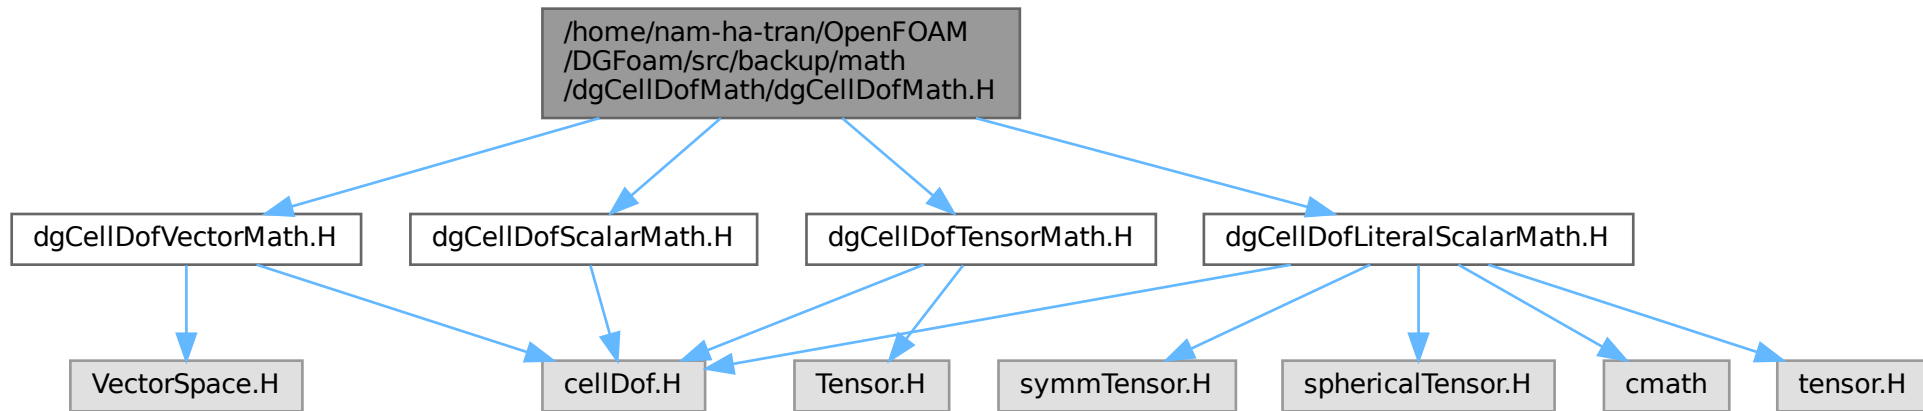 /home/nam-ha-tran/OpenFOAM
/DGFoam/src/backup/math
/dgCellDofMath/dgCellDofMath.H
dgCellDofVectorMath.H
dgCellDofScalarMath.H
dgCellDofTensorMath.H
dgCellDofLiteralScalarMath.H
VectorSpace.H
cellDof.H
Tensor.H
symmTensor.H
sphericalTensor.H
cmath
tensor.H